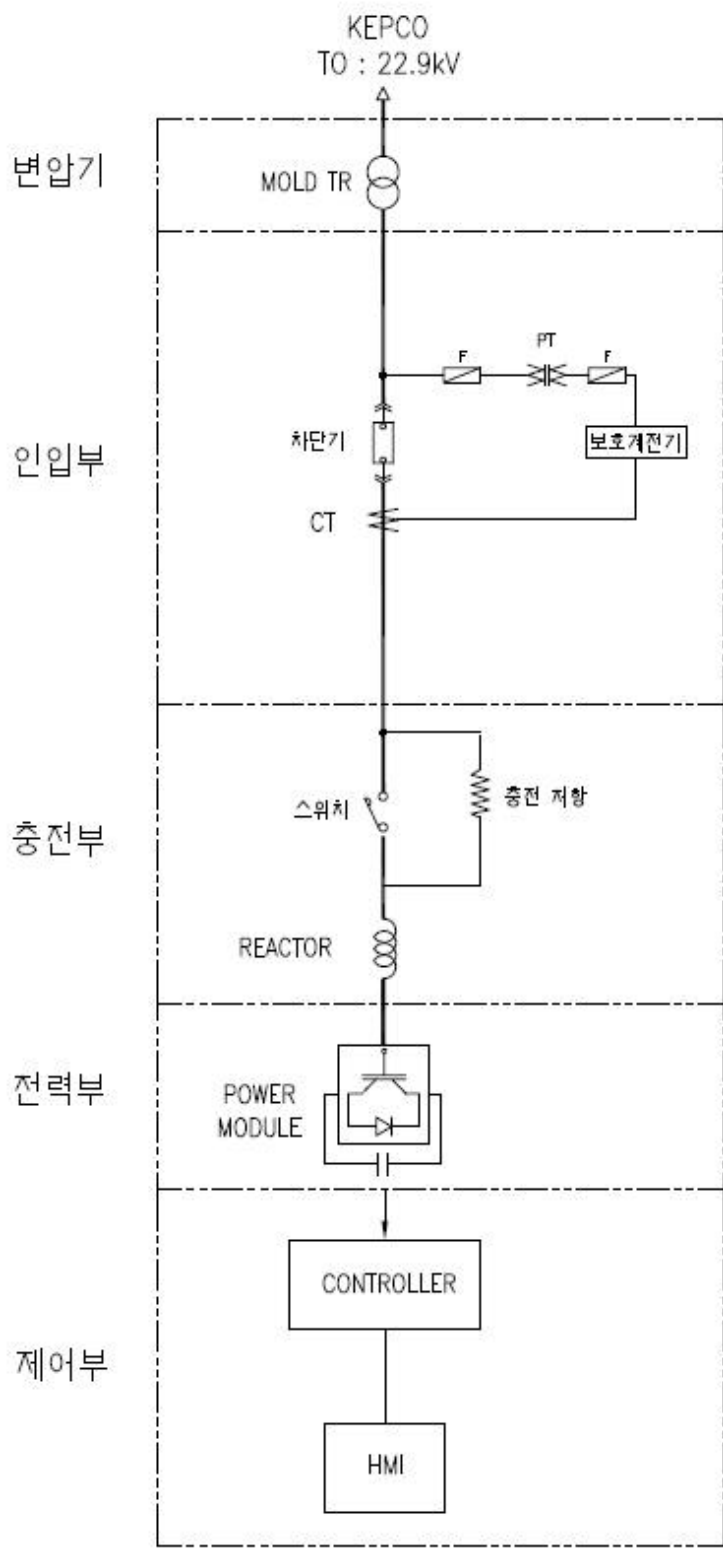 KEPCO
TO : 22.9kV
변압기
MOLD TR
인입부
F
PT
F
차단기
보호계전기
CT
충전부
스위치
충전 저항
REACTOR
전력부
POWER
MODULE
제어부
CONTROLLER
HMI